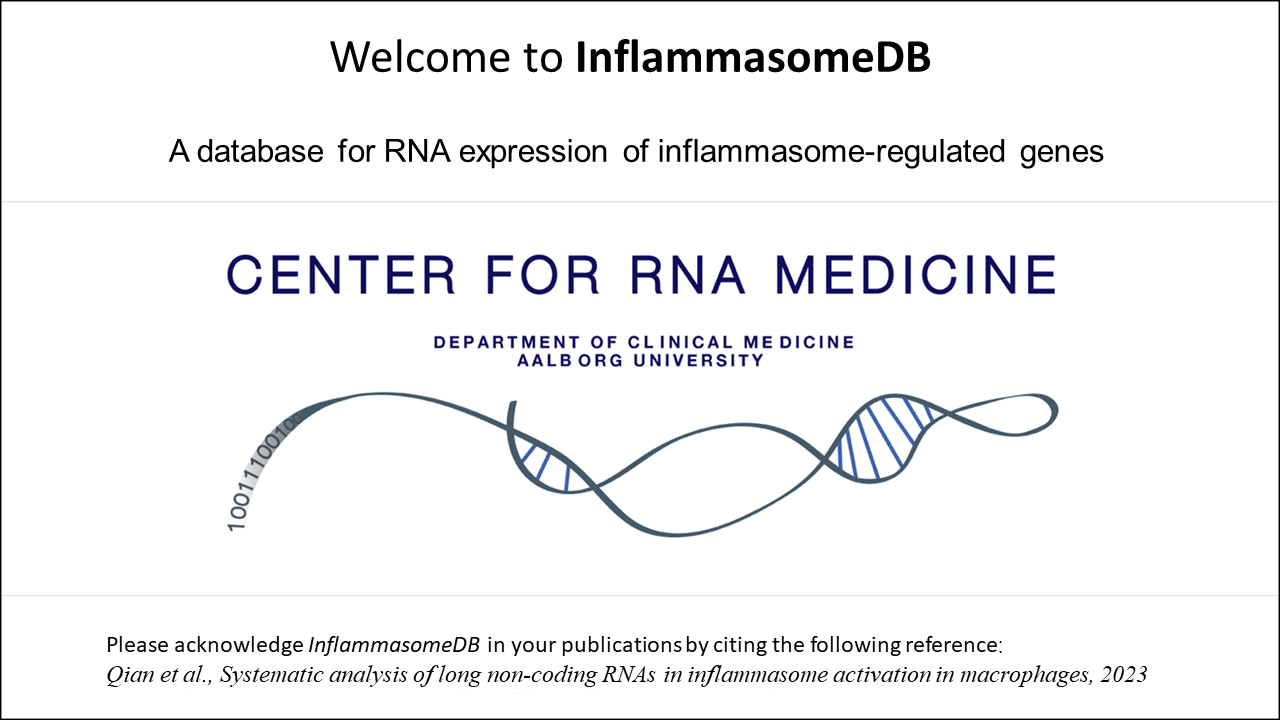 Welcome to InflammasomeDB
A database for RNA expression of inflammasome-regulated genes
CENTER FOR RNA MEDICINE
DEPARTMENT OF CLINICAL MEDICINE
AALBORG UNIVERSITY
100111100100
Please acknowledge InflammasomeDB in your publications by citing the following reference:
Qian et al., Systematic analysis of long non-coding RNAs in inflammasome activation in macrophages, 2023